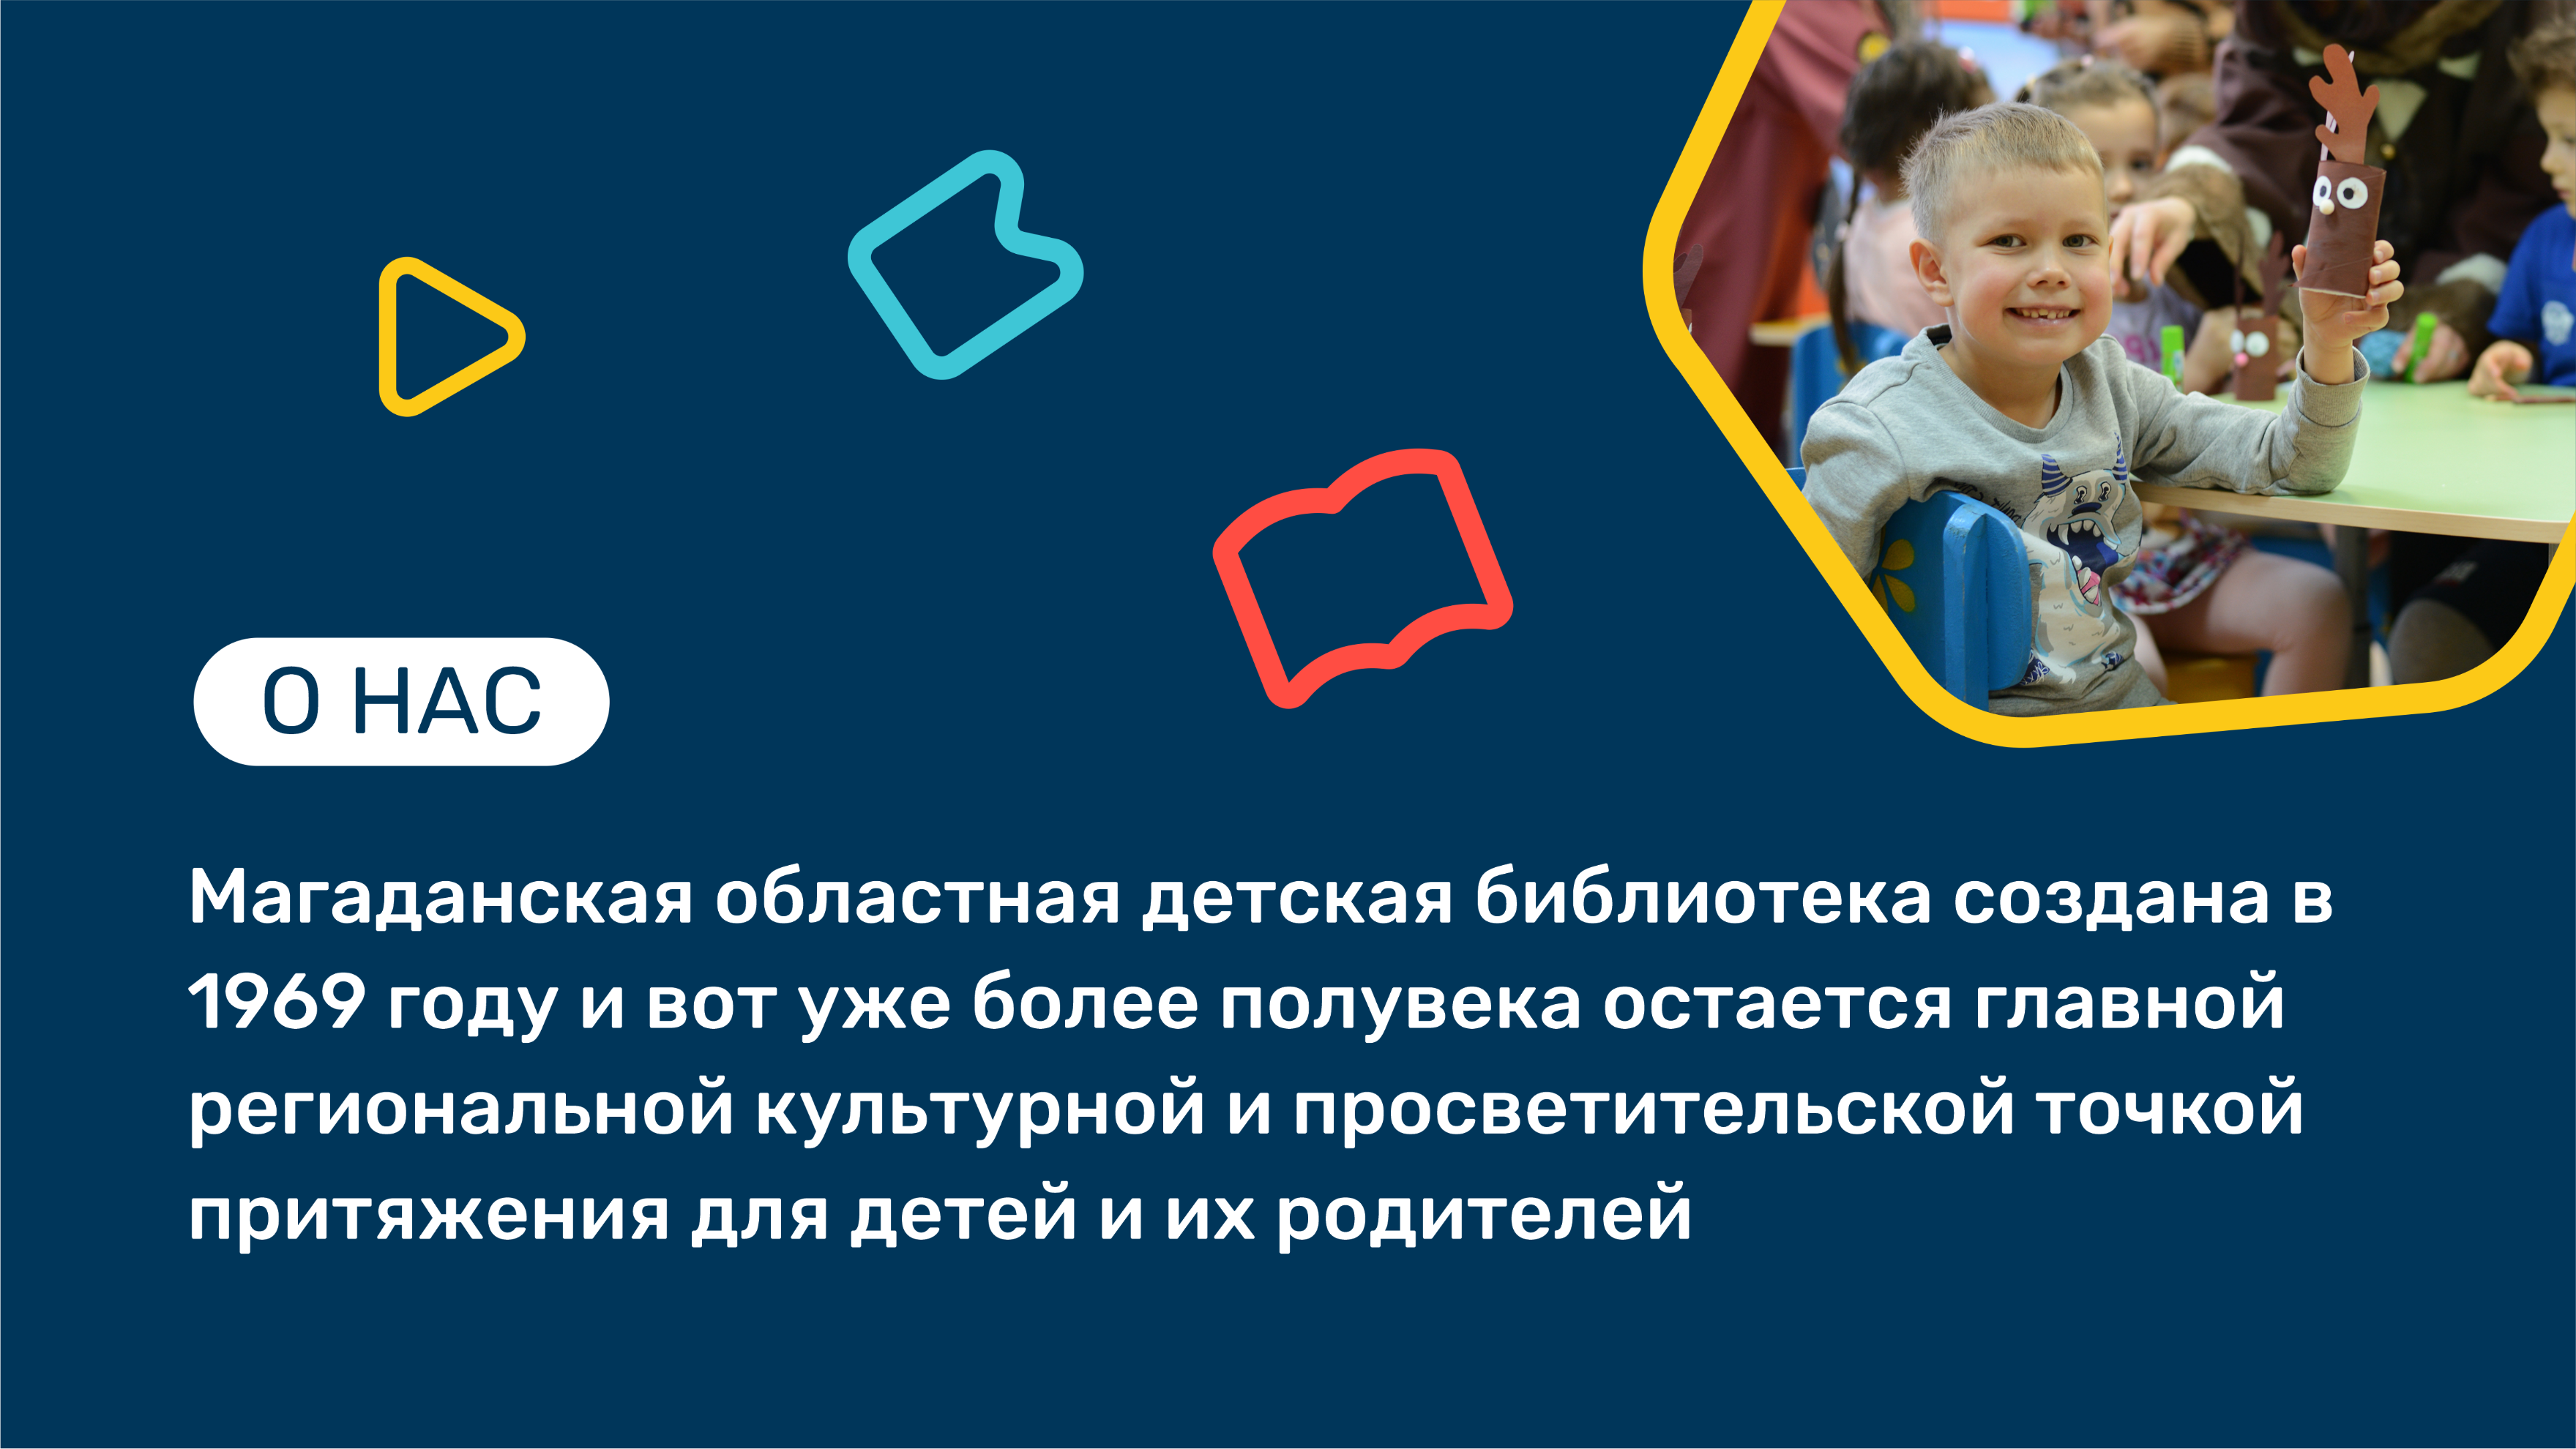 О НАС
Магаданская областная детская библиотека создана в
1969 году и вот уже более полувека остается главной
региональной культурной и просветительской точкой
притяжения для детей и их родителей